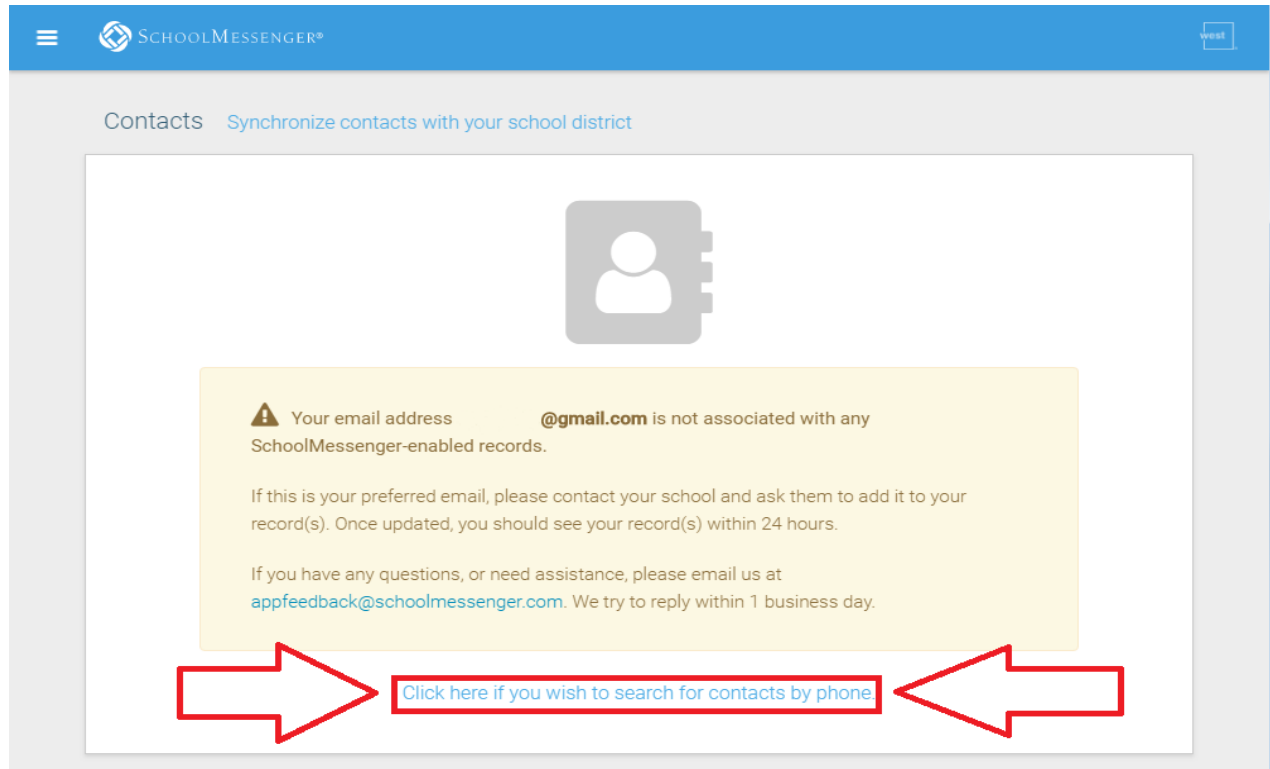 SCHOOLMESSENGER®
west
Contacts Synchronize contacts with your school district
Your email address @gmail.com is not associated with any
SchoolMessenger-enabled records.
If this is your preferred email, please contact your school and ask them to add it to your
record(s). Once updated, you should see your record(s) within 24 hours.
If you have any questions, or need assistance, please email us at
appfeedback@schoolmessenger.com. We try to reply within 1 business day.
Click here if you wish to search for contacts by phone.